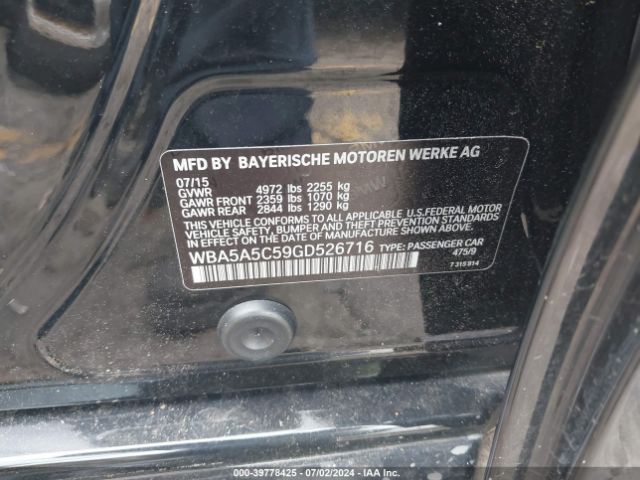 MFD BY BAYERISCHE MOTOREN WERKE AG
07/15
GVWR 4972 lbs 2255 kg
GAWR FRONT 2359 lbs 1070 kg
GAWR REAR 2844 lbs 1290 kg
THIS VEHICLE CONFORMS TO ALL APPLICABLE U.S.FEDERAL MOTOR
VEHICLE SAFETY, BUMPER, AND THEFT PREVENTION STANDARDS
IN EFFECT ON THE DATE OF MANUFACTURE SHOWN ABOVE.
WBA5A5C59GD526716 TYPE: PASSENGER CAR
475/9
7 315 914
000-39778425 - 07/02/2024 - IAA Inc.